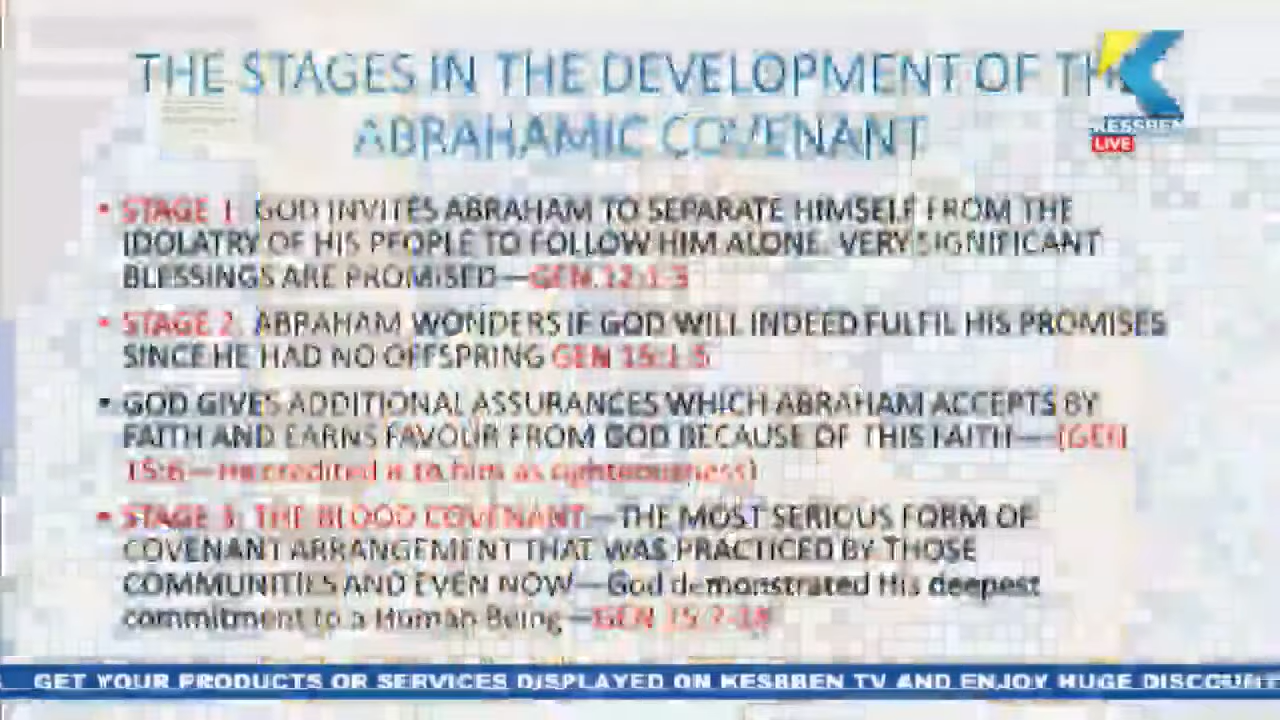 THE STAGES IN THE DEVELOPMENT OF THE
ABRAHAMIC COVENANT
KESSBEN
LIVE
• STAGE 1: GOD INVITES ABRAHAM TO SEPARATE HIMSELF FROM THE
IDOLATRY OF HIS PEOPLE TO FOLLOW HIM ALONE. VERY SIGNIFICANT
BLESSINGS ARE PROMISED—GEN.12:1-3
• STAGE 2: ABRAHAM WONDERS IF GOD WILL INDEED FULFIL HIS PROMISES
SINCE HE HAD NO OFFSPRING GEN 15:1-5
• GOD GIVES ADDITIONAL ASSURANCES WHICH ABRAHAM ACCEPTS BY
FAITH AND EARNS FAVOUR FROM GOD BECAUSE OF THIS FAITH—(GEN
15:6—He credited it to him as righteousness)
• STAGE 3: THE BLOOD COVENANT—THE MOST SERIOUS FORM OF
COVENANT ARRANGEMENT THAT WAS PRACTICED BY THOSE
COMMUNITIES AND EVEN NOW—God demonstrated His deepest
commitment to a Human Being—GEN 15:7-18
GET YOUR PRODUCTS OR SERVICES DISPLAYED ON KESBBEN TV AND ENJOY HUGE DISCOUNT